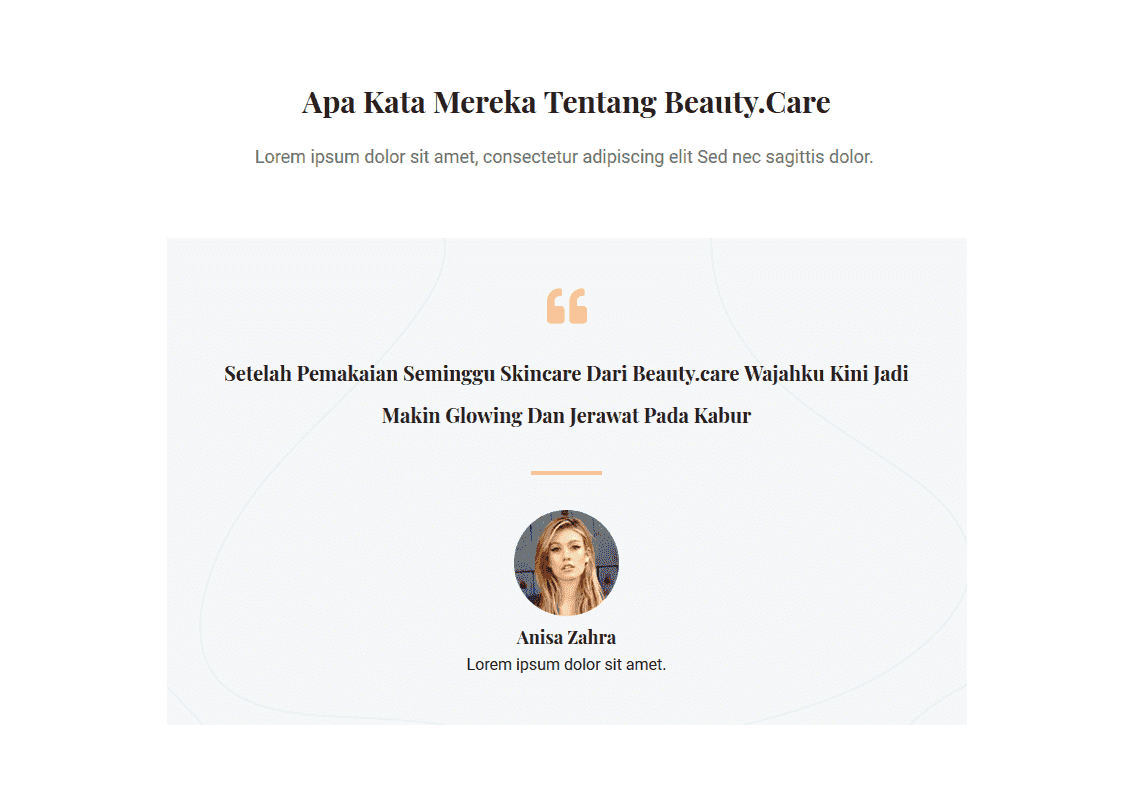 Apa Kata Mereka Tentang Beauty.Care
Lorem ipsum dolor sit amet, consectetur adipiscing elit Sed nec sagittis dolor.
“
Setelah Pemakaian Seminggu Skincare Dari Beauty.care Wajahku Kini Jadi
Makin Glowing Dan Jerawat Pada Kabur
Anisa Zahra
Lorem ipsum dolor sit amet.